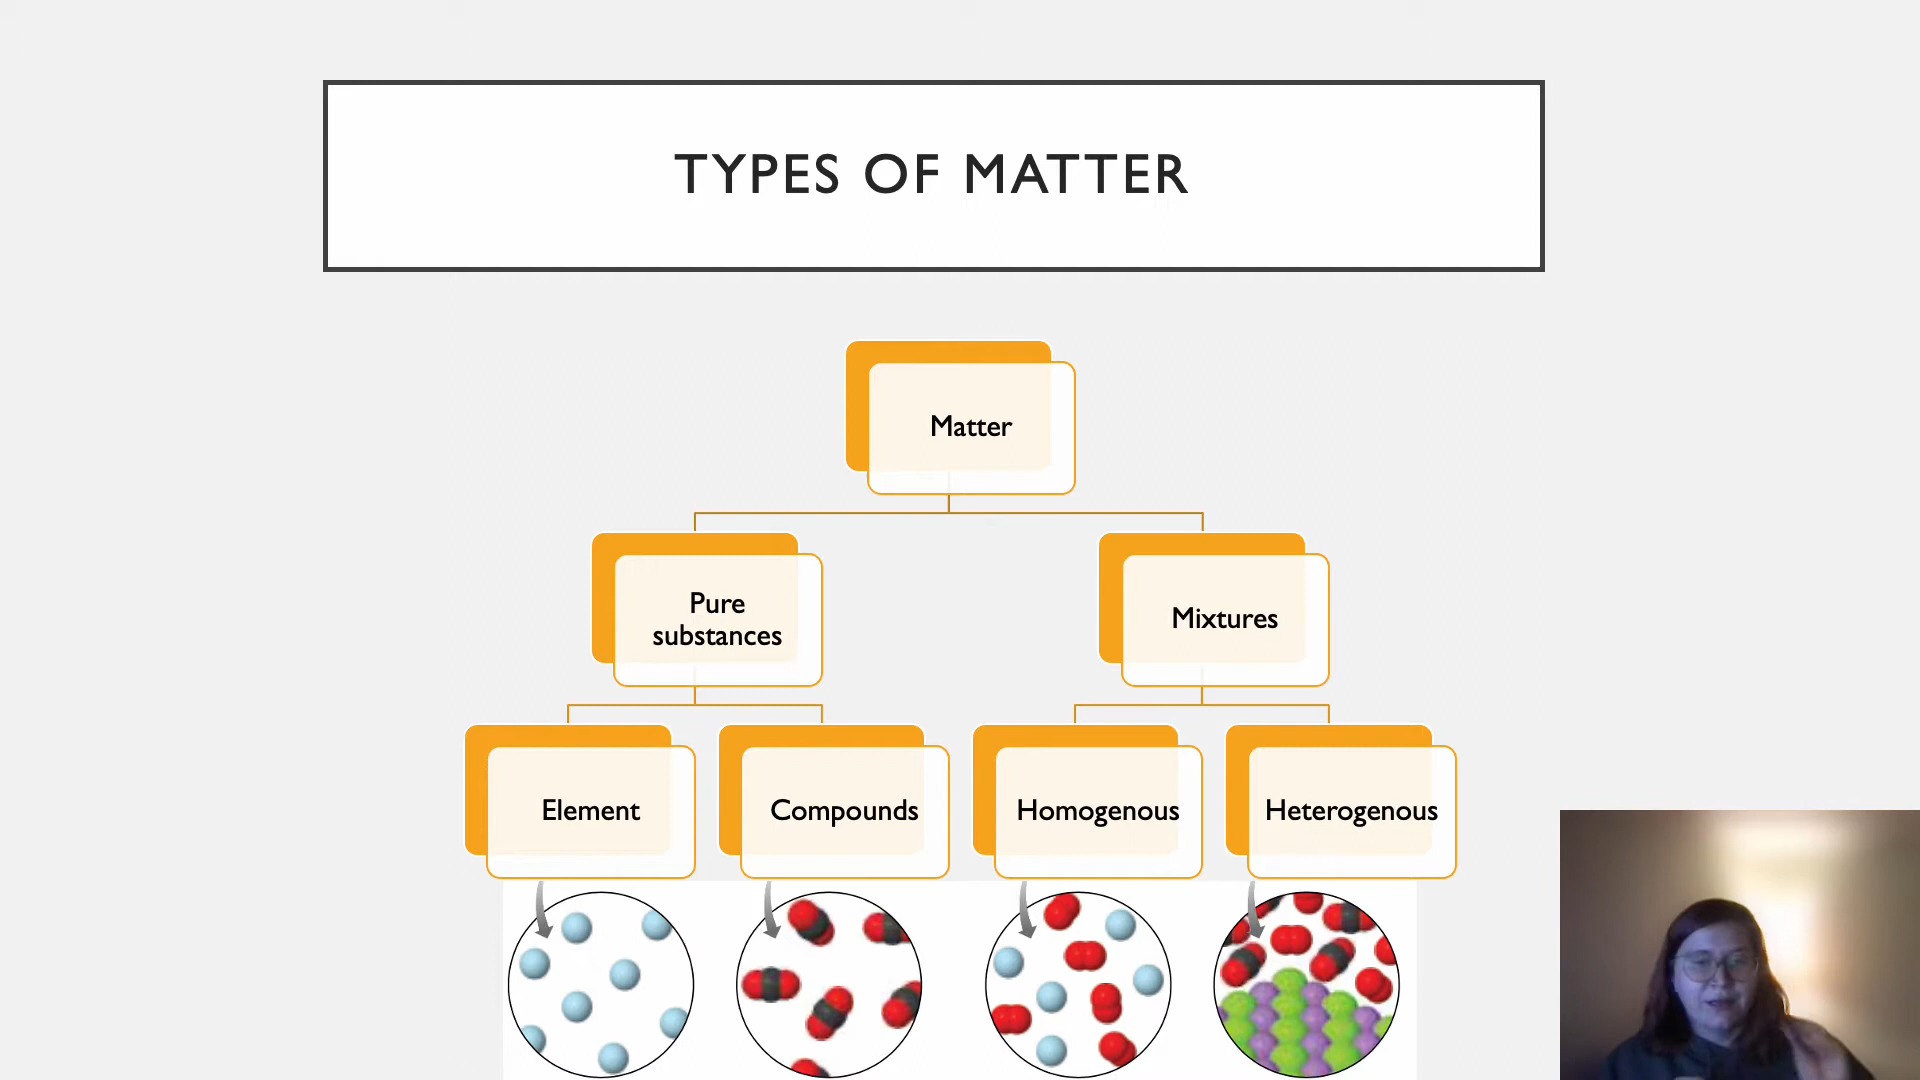 TYPES OF MATTER
Matter
Pure
substances
Mixtures
Element
Compounds
Homogenous
Heterogenous